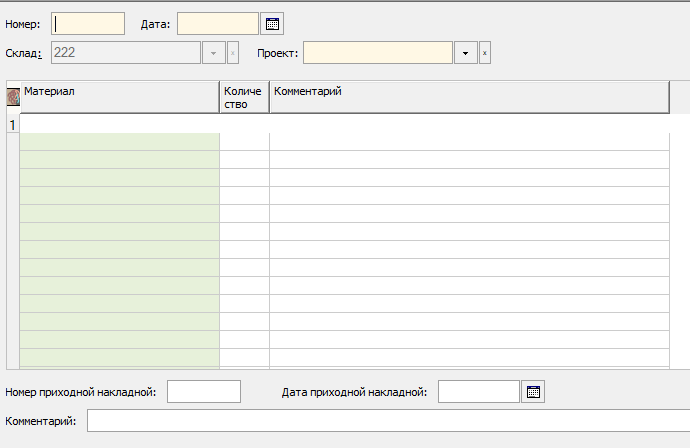 Номер: Дата:
Склад: 222 Проект:
Материал Количе Комментарий
ство
1
Номер приходной накладной: Дата приходной накладной:
Комментарий: